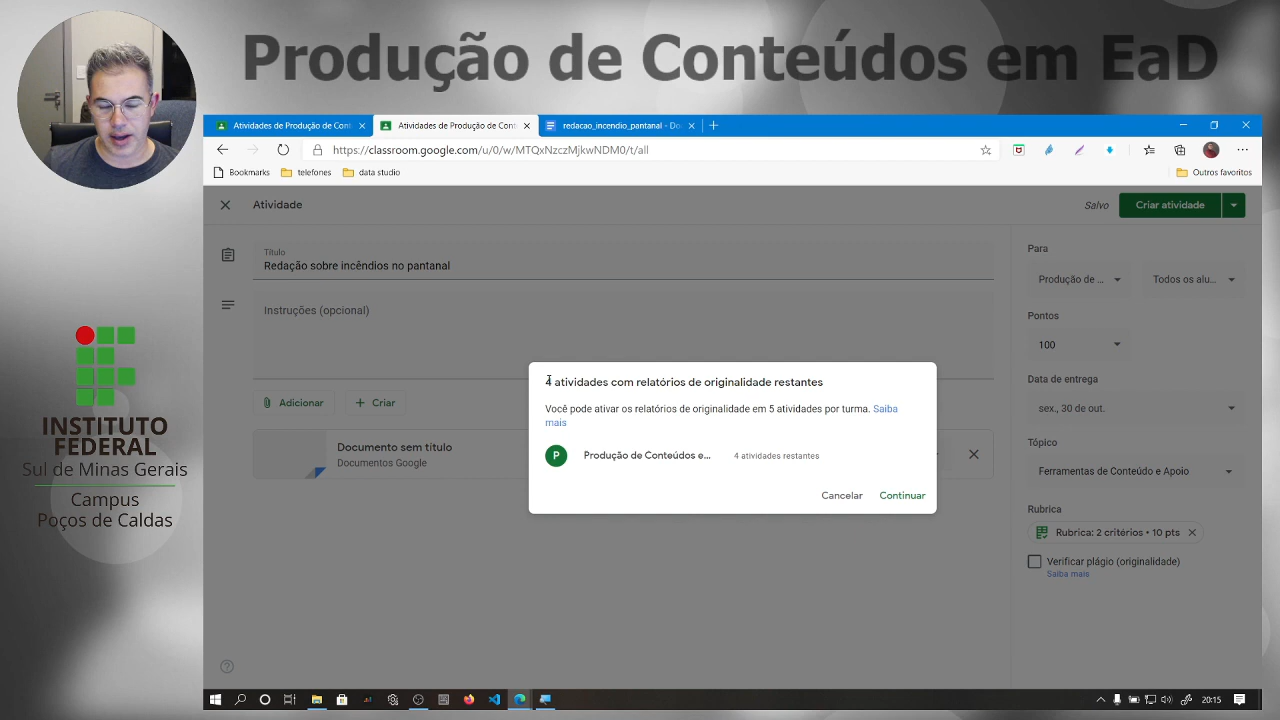 Produção de Conteúdos em EaD
Atividades de Produção de Cont
Atividades de Produção de Conf
redacao_incendio_pantanal - Do
https://classroom.google.com/u/0/w/MTQxNzczMjkwNDM0/t/all
Bookmarks
telefones
data studio
Outros favoritos
Atividade
Salvo
Criar atividade
Título
Redação sobre incêndios no pantanal
Instruções (opcional)
Adicionar
Criar
Documento sem título
Documentos Google
Para
Produção de ...
Todos os alu...
Pontos
100
Data de entrega
sex., 30 de out.
Tópico
Ferramentas de Conteúdo e Apoio
Rubrica
Rubrica: 2 critérios • 10 pts
Verificar plágio (originalidade)
Saiba mais
4 atividades com relatórios de originalidade restantes
Você pode ativar os relatórios de originalidade em 5 atividades por turma. Saiba
mais
P
Produção de Conteúdos e...
4 atividades restantes
Cancelar
Continuar
INSTITUTO
FEDERAL
Sul de Minas Gerais
Campus
Poços de Caldas
20:15